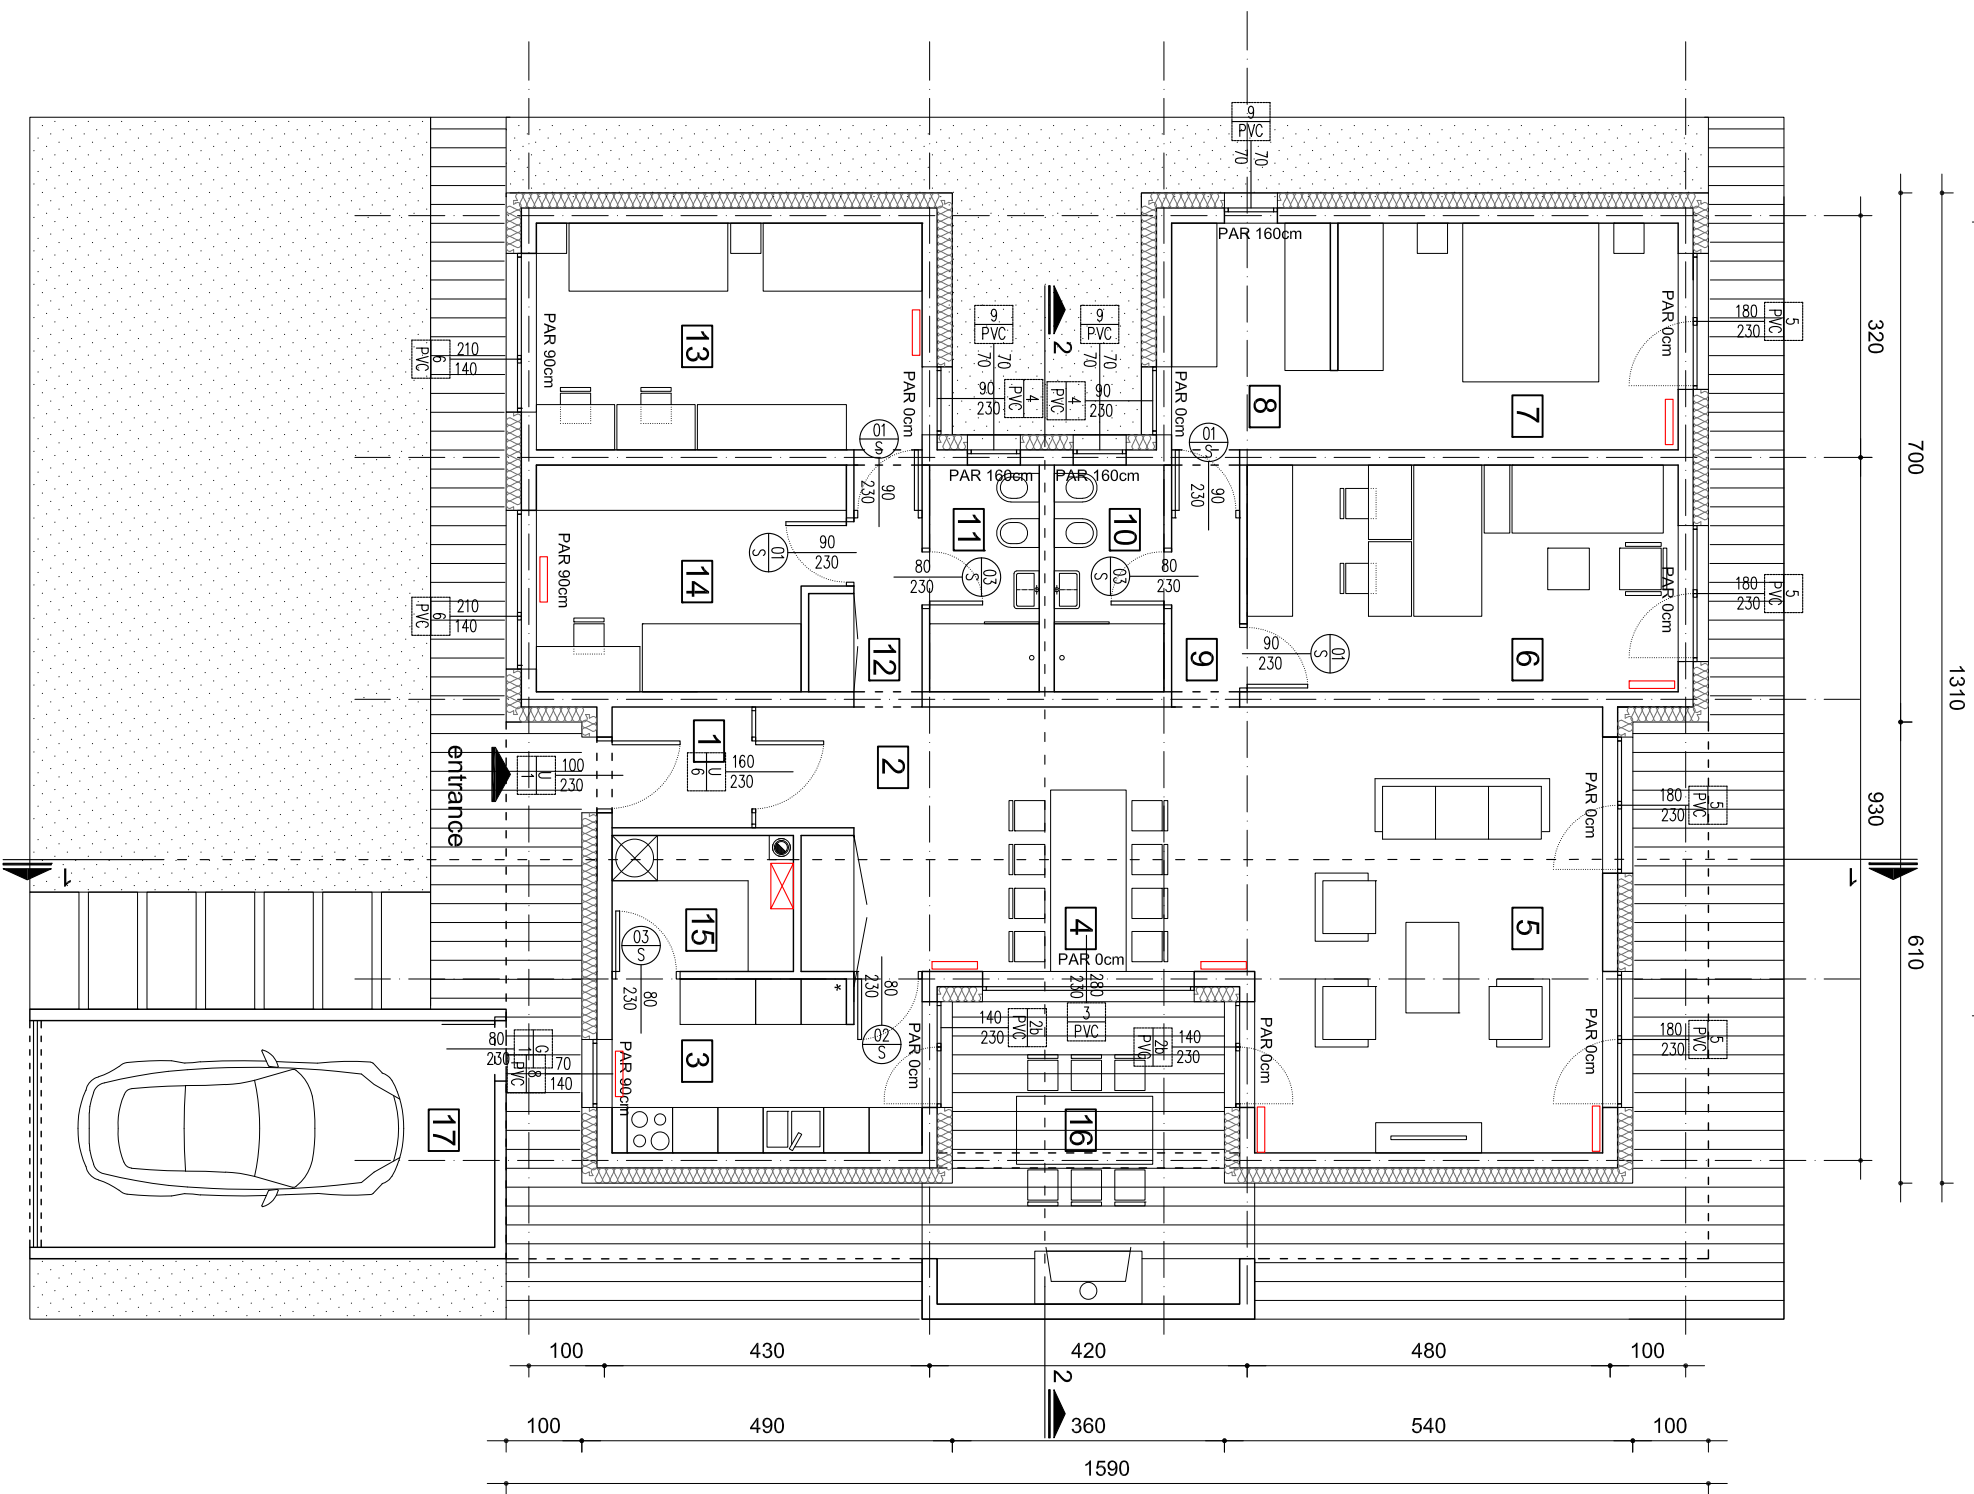 9
PVC
70
70
PAR 160cm
320
180
230
5
PVC
PAR 0cm
13
PAR 90cm
210
140
6
PVC
PAR 0cm
01
S
90
230
9
PVC
70
70
9
PVC
70
70
2
90
230
4
PVC
4
PVC
90
230
PAR 0cm
8
7
01
S
90
230
700
PAR 160cm
PAR 160cm
11
10
14
PAR 90cm
210
140
6
PVC
01
S
90
230
80
230
03
S
03
S
80
230
12
9
90
230
01
S
6
PAR 0cm
180
230
5
PVC
1310
entrance
1
100
230
U
1
U
6
160
230
2
PAR 0cm
180
230
5
PVC
930
1
1
15
03
S
80
230
4
PAR 0cm
280
230
3
PVC
5
610
*
80
230
02
S
3
PAR 0cm
140
230
2b
PVC
2b
PVC
140
230
PAR 0cm
PAR 0cm
180
230
5
PVC
80
230
G
1
8
PVC
70
140
PAR 90cm
17
16
100
430
420
480
100
2
100
490
360
540
100
1590